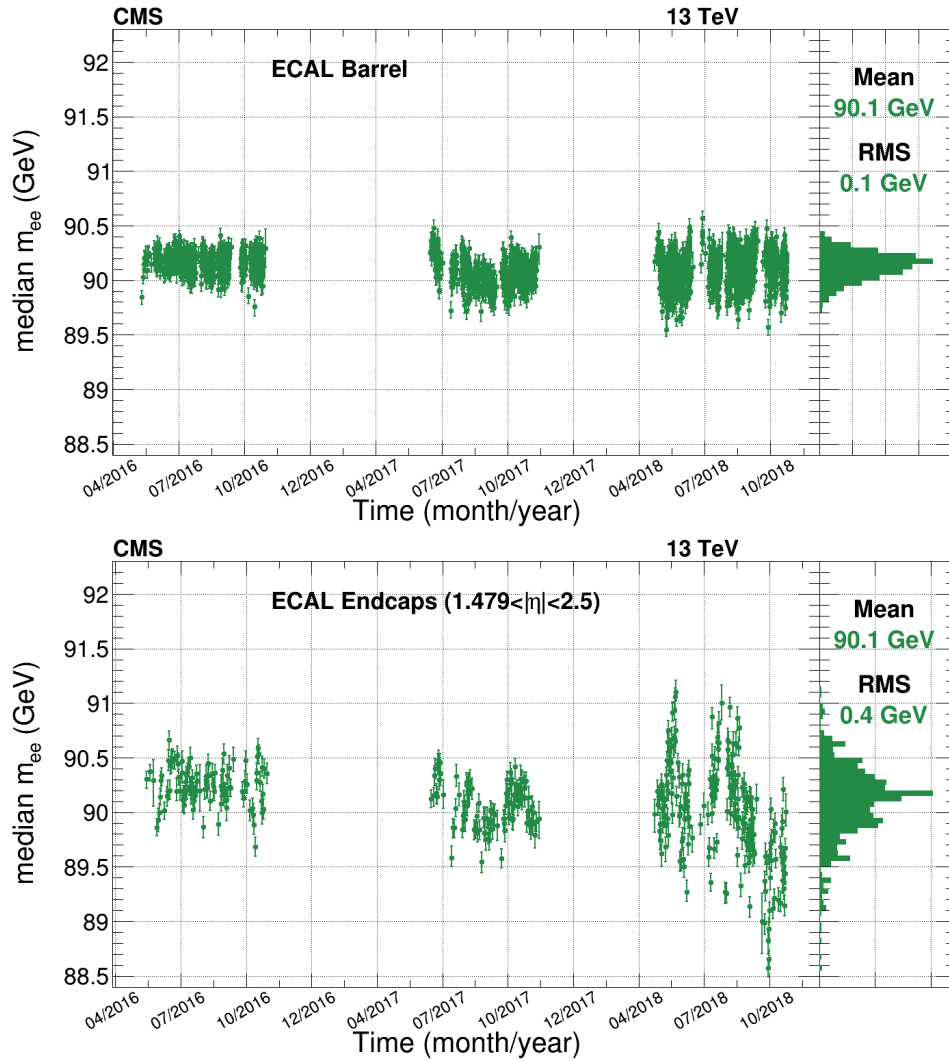 CMS 13 TeV
ECAL Barrel
Mean
90.1 GeV
RMS
0.1 GeV
median m_ee (GeV)
92
91.5
91
90.5
90
89.5
89
88.5
04/2016 07/2016 10/2016 12/2016 04/2017 07/2017 10/2017 12/2017 04/2018 07/2018 10/2018
Time (month/year)
CMS 13 TeV
ECAL Endcaps (1.479<|η|<2.5)
Mean
90.1 GeV
RMS
0.4 GeV
median m_ee (GeV)
92
91.5
91
90.5
90
89.5
89
88.5
04/2016 07/2016 10/2016 12/2016 04/2017 07/2017 10/2017 12/2017 04/2018 07/2018 10/2018
Time (month/year)